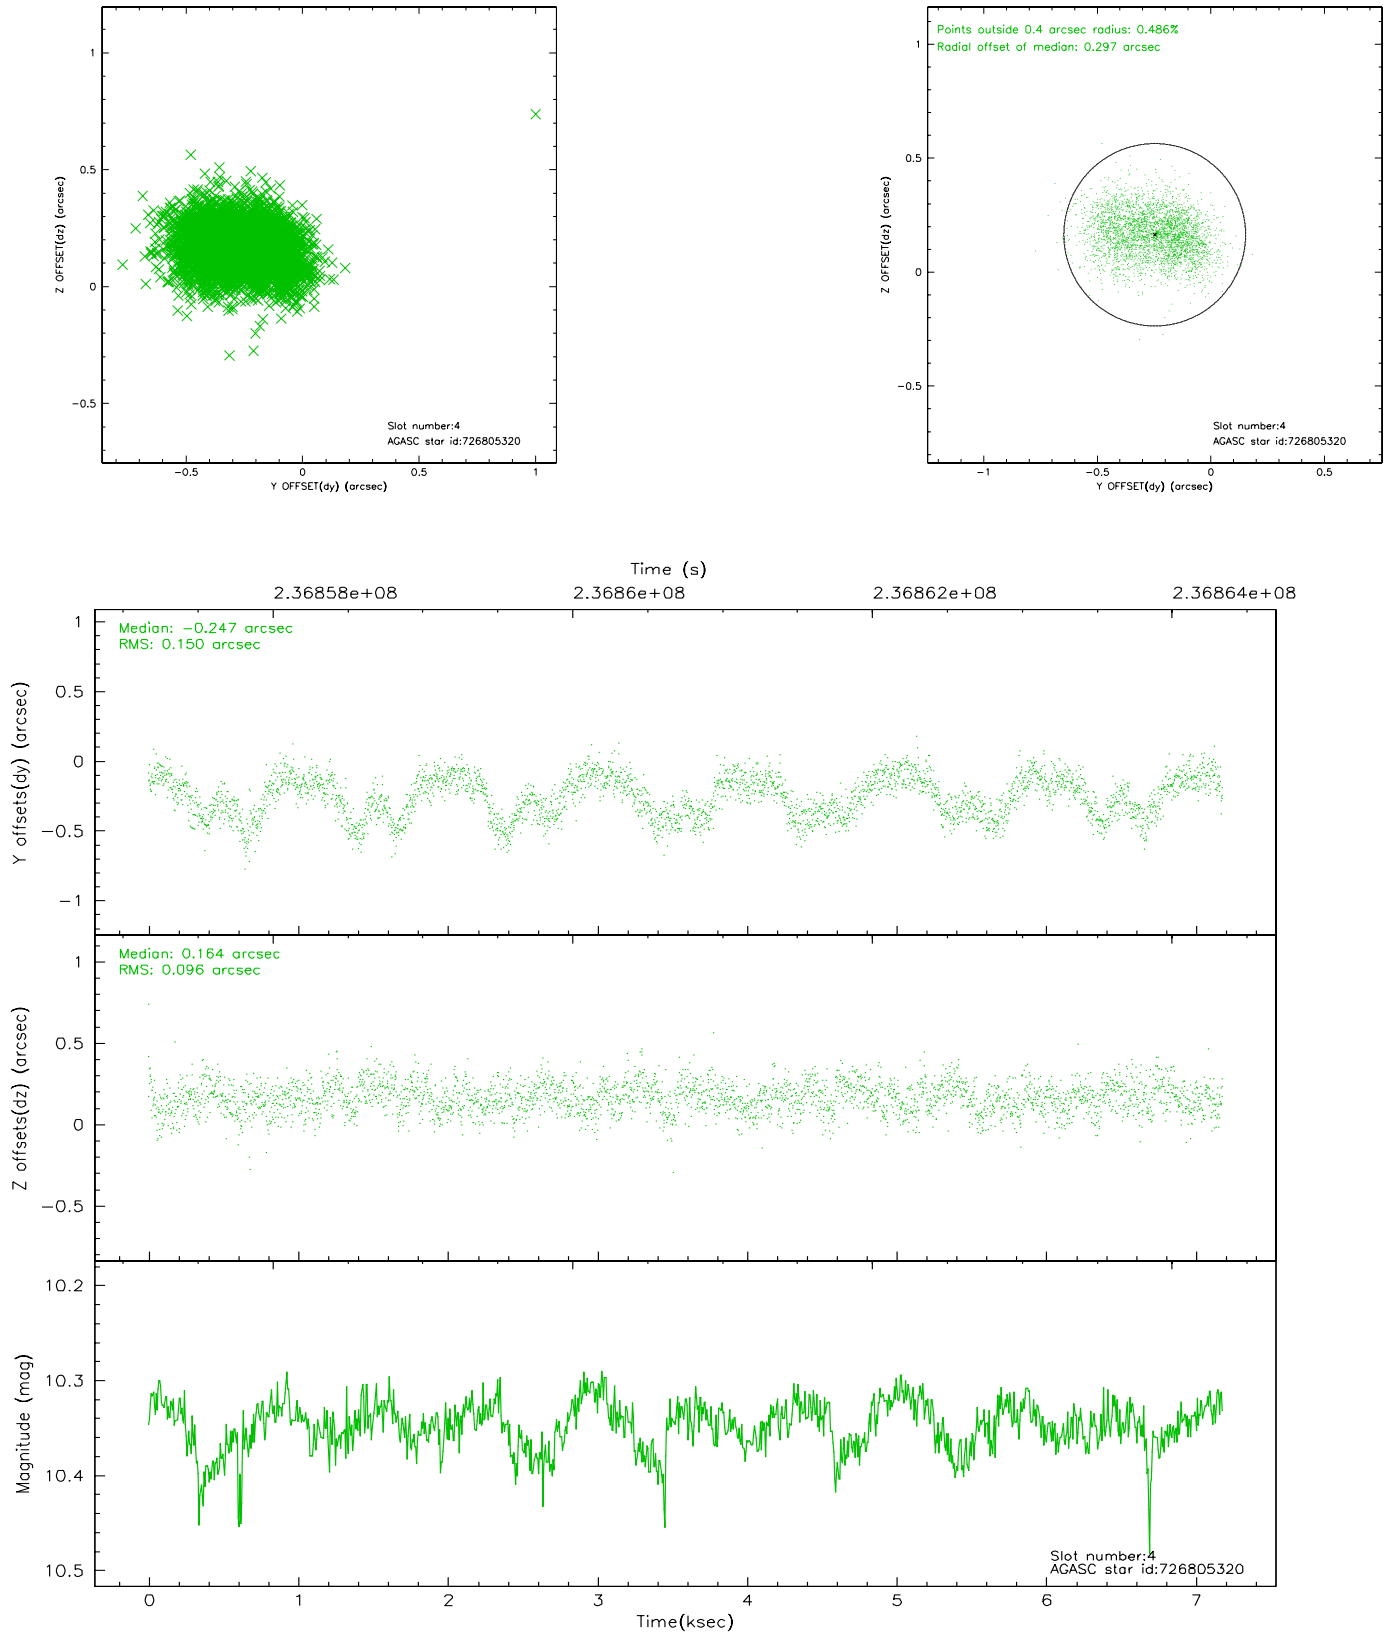 1
0.5
0
−0.5
−0.5
0
0.5
1
Z OFFSET(dz) (arcsec)
Y OFFSET(dy) (arcsec)
Slot number:4
AGASC star id:726805320
Points outside 0.4 arcsec radius: 0.486%
Radial offset of median: 0.297 arcsec
1
0.5
0
−0.5
−1
−0.5
0
0.5
Z OFFSET(dz) (arcsec)
Y OFFSET(dy) (arcsec)
Slot number:4
AGASC star id:726805320
Time (s)
2.36858e+08
2.3686e+08
2.36862e+08
2.36864e+08
Median: −0.247 arcsec
RMS: 0.150 arcsec
1
0.5
0
−0.5
−1
Y offsets(dy) (arcsec)
Median: 0.164 arcsec
RMS: 0.096 arcsec
1
0.5
0
−0.5
Z offsets(dz) (arcsec)
10.2
10.3
10.4
10.5
Magnitude (mag)
Slot number:4
AGASC star id:726805320
0
1
2
3
4
5
6
7
Time(ksec)